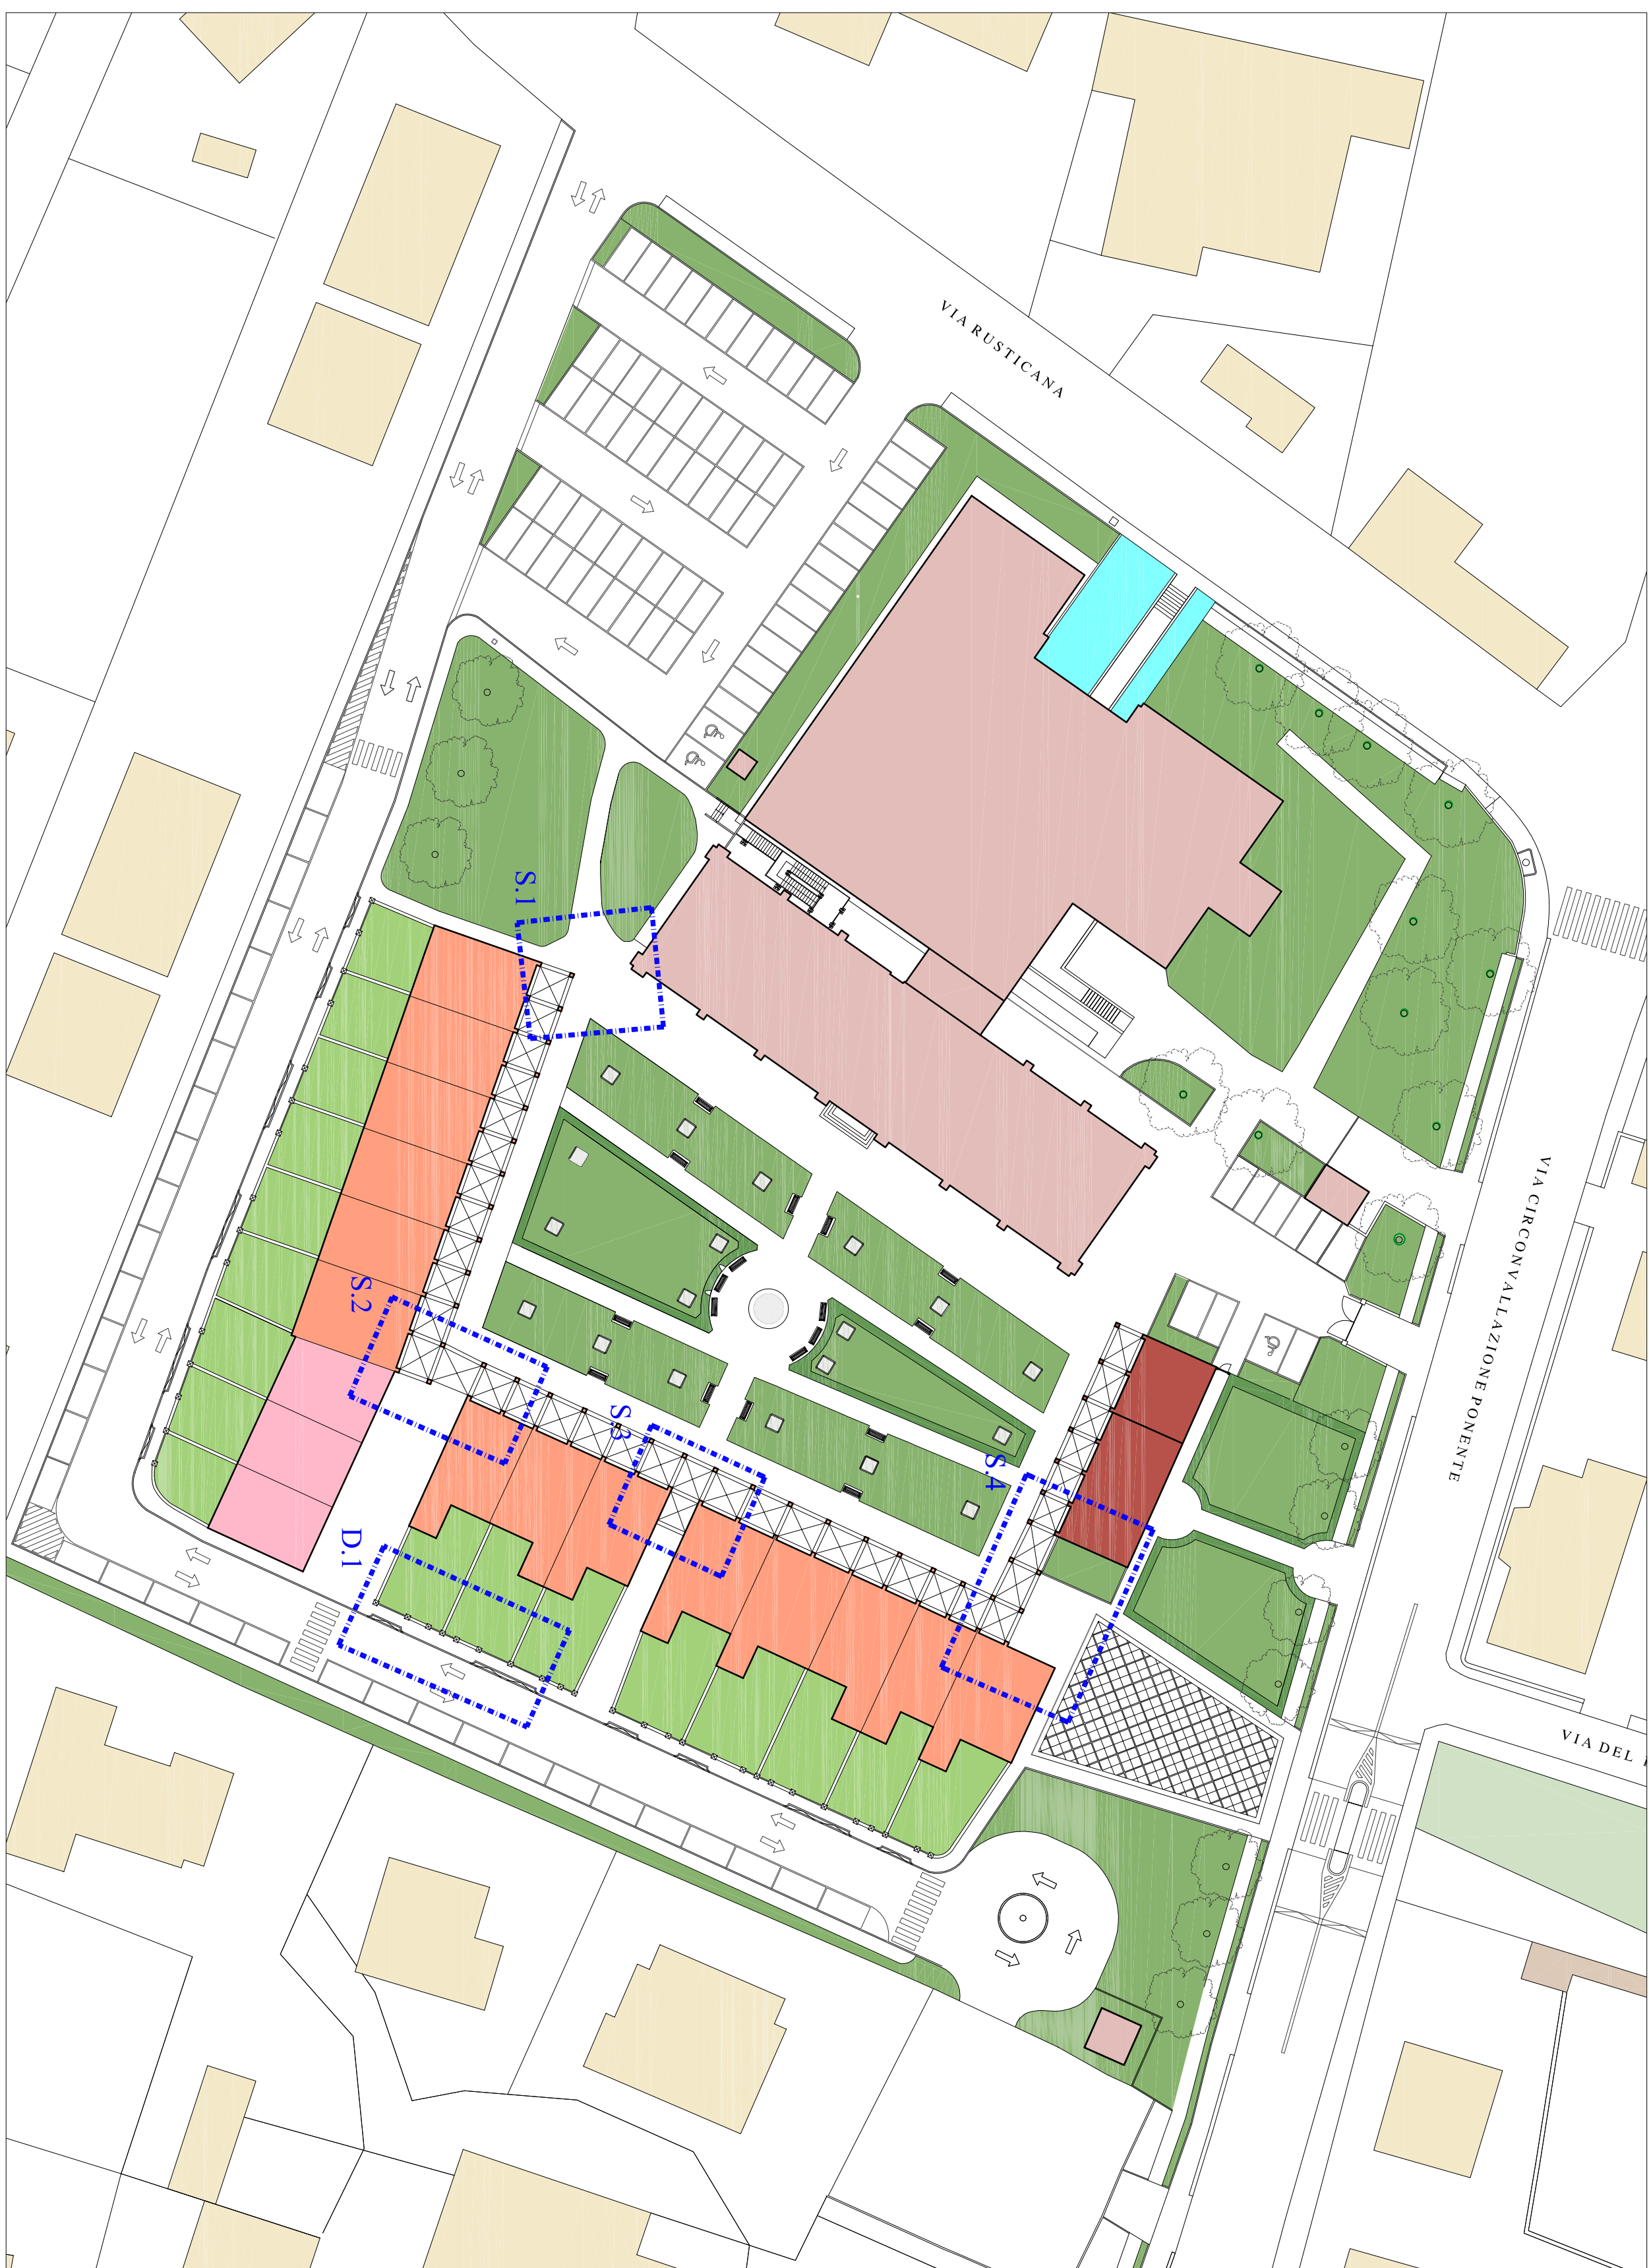 VIA RUSTICANA
S.1
VIA CIRCONVALLAZIONE PONENTE
S.2
S.3
S.4
D.1
VIA DEL